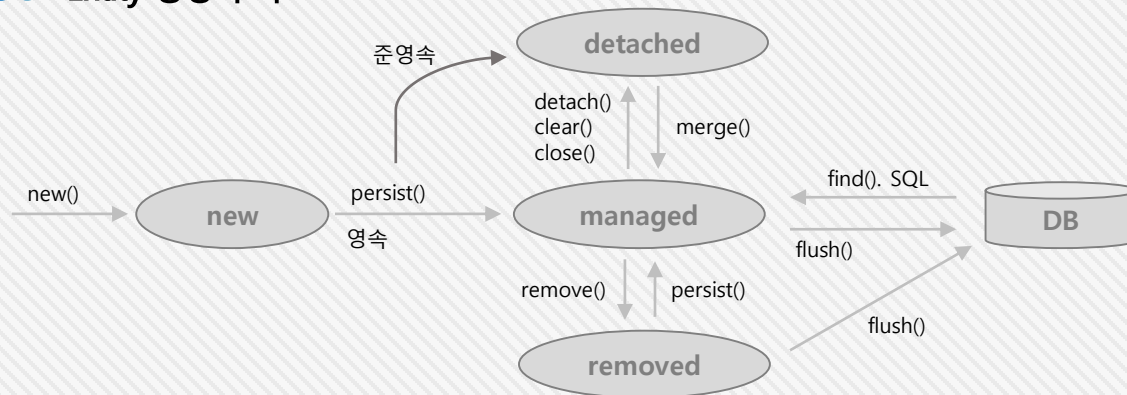 Entity
detached
준영속
detach()
clear()
close()
merge()
new()
new
persist()
영속
managed
find(). SQL
flush()
DB
remove()
persist()
flush()
removed